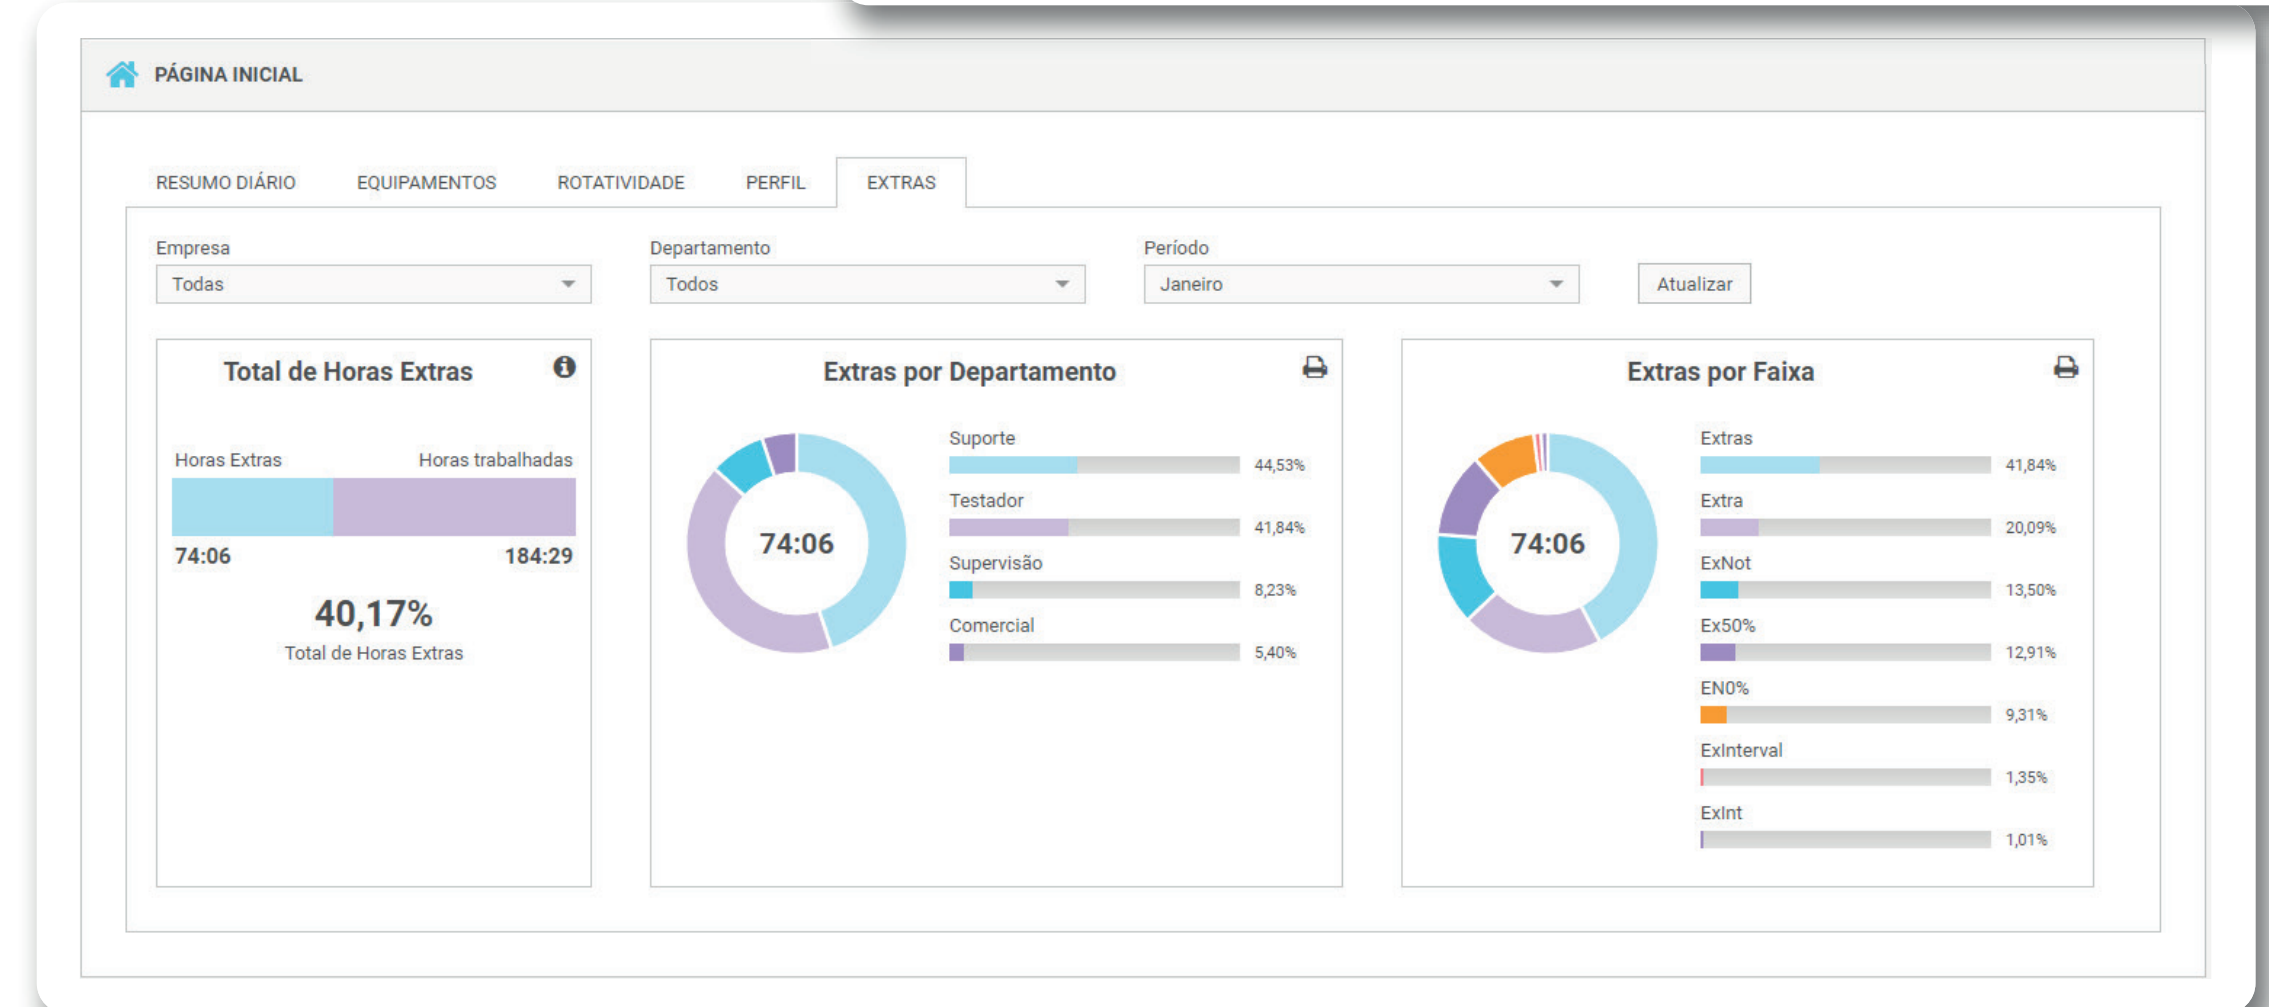 PÁGINA INICIAL
RESUMO DIÁRIO EQUIPAMENTOS ROTATIVIDADE PERFIL EXTRAS
Empresa Departamento Período
Todas Todos Janeiro Atualizar
Total de Horas Extras
Horas Extras Horas trabalhadas
74:06 184:29
40,17%
Total de Horas Extras
Extras por Departamento
74:06
Suporte
44,53%
Testador
41,84%
Supervisão
8,23%
Comercial
5,40%
Extras por Faixa
74:06
Extras
41,84%
Extra
20,09%
ExNot
13,50%
Ex50%
12,91%
EN0%
9,31%
ExInterval
1,35%
ExInt
1,01%